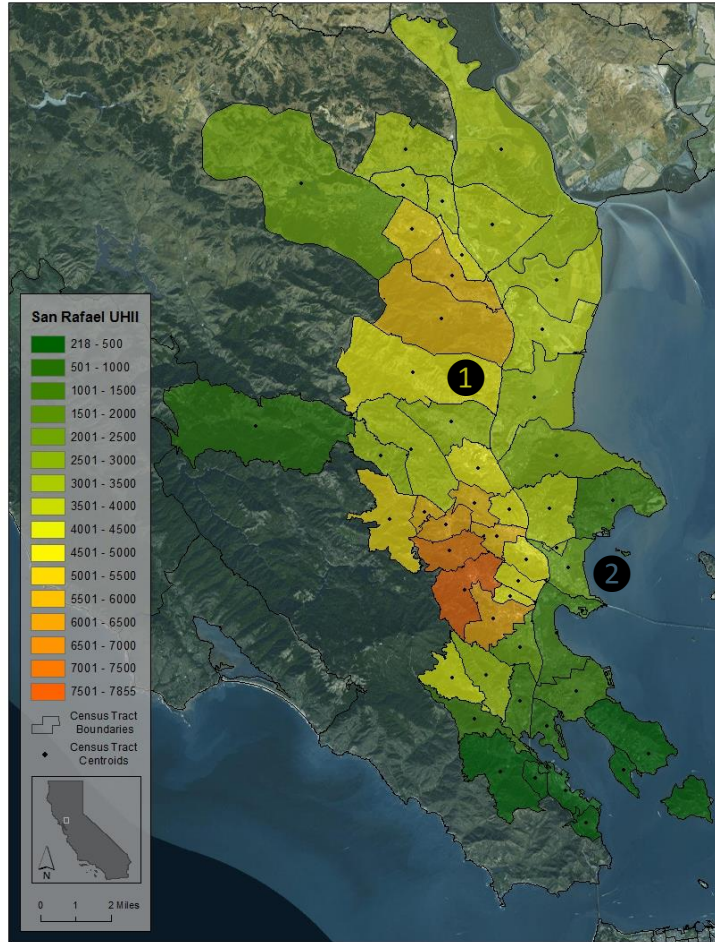 1
San Rafael UHII
218 - 500
501 - 1000
1001 - 1500
1501 - 2000
2001 - 2500
2501 - 3000
3001 - 3500
3501 - 4000
4001 - 4500
4501 - 5000
5001 - 5500
5501 - 6000
6001 - 6500
6501 - 7000
7001 - 7500
7501 - 7855
2
Census Tract
Boundaries
Census Tract
Centroids
N
0 1 2 Miles